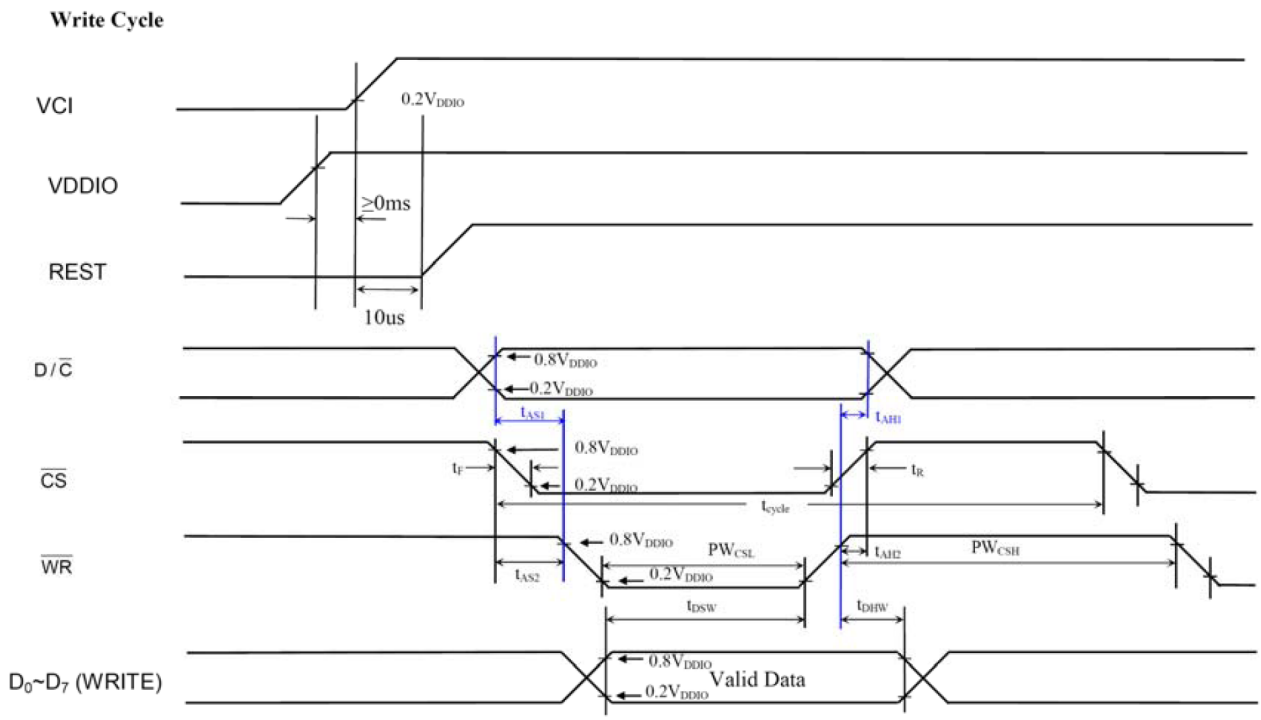 Write Cycle
VCI
0.2VDDIO
VDDIO
≥0ms
REST
10us
D/C̅
0.8VDDIO
0.2VDDIO
tAS1
tAH1
C̅S̅
0.8VDDIO
tF
tR
0.2VDDIO
tcycle
W̅R̅
0.8VDDIO
PWCSL
tAH2
PWCSH
tAS2
0.2VDDIO
tDSW
tDHW
D0~D7 (WRITE)
0.8VDDIO
Valid Data
0.2VDDIO